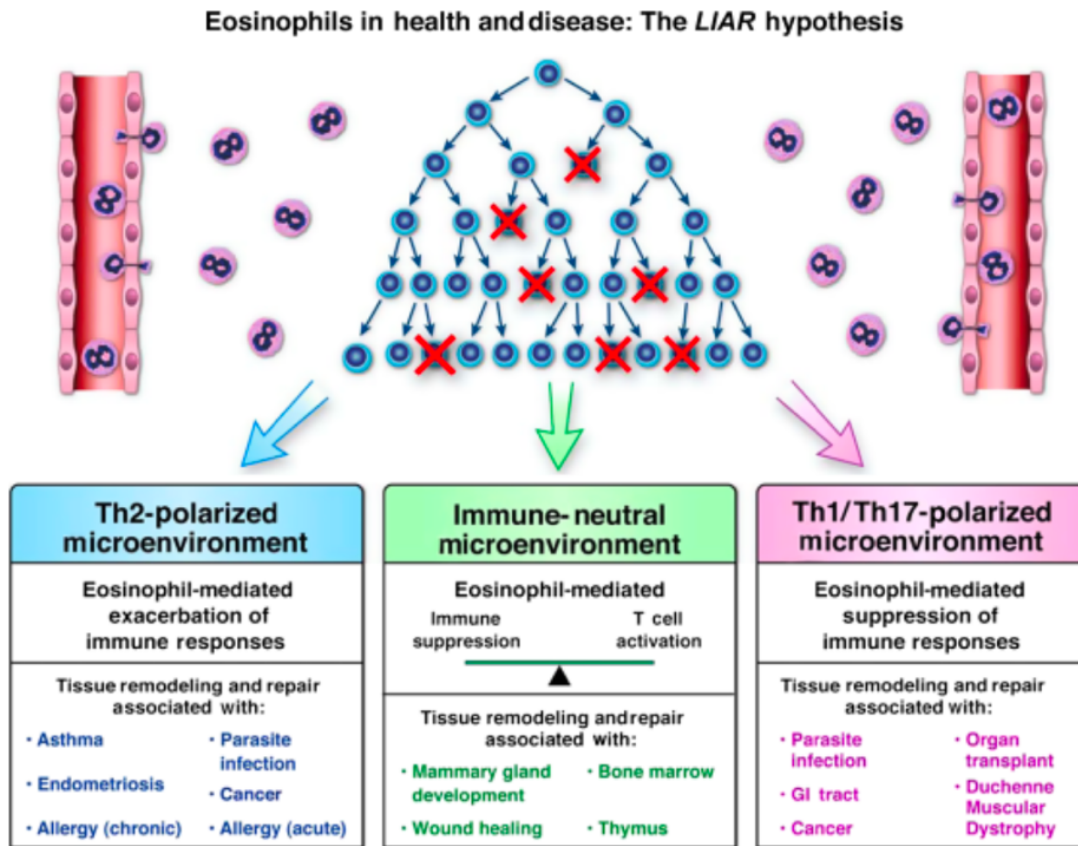 Eosinophils in health and disease: The LIAR hypothesis
Th2-polarized
microenvironment
Eosinophil-mediated
exacerbation of
immune responses
Tissue remodeling and repair
associated with:
• Asthma
• Endometriosis
• Allergy (chronic)
• Parasite
infection
• Cancer
• Allergy (acute)
Immune-neutral
microenvironment
Eosinophil-mediated
Immune
suppression
T cell
activation
Tissue remodeling and repair
associated with:
• Mammary gland
development
• Wound healing
• Bone marrow
• Thymus
Th1/Th17-polarized
microenvironment
Eosinophil-mediated
suppression of
immune responses
Tissue remodeling and repair
associated with:
• Parasite
infection
• GI tract
• Cancer
• Organ
transplant
• Duchenne
Muscular
Dystrophy